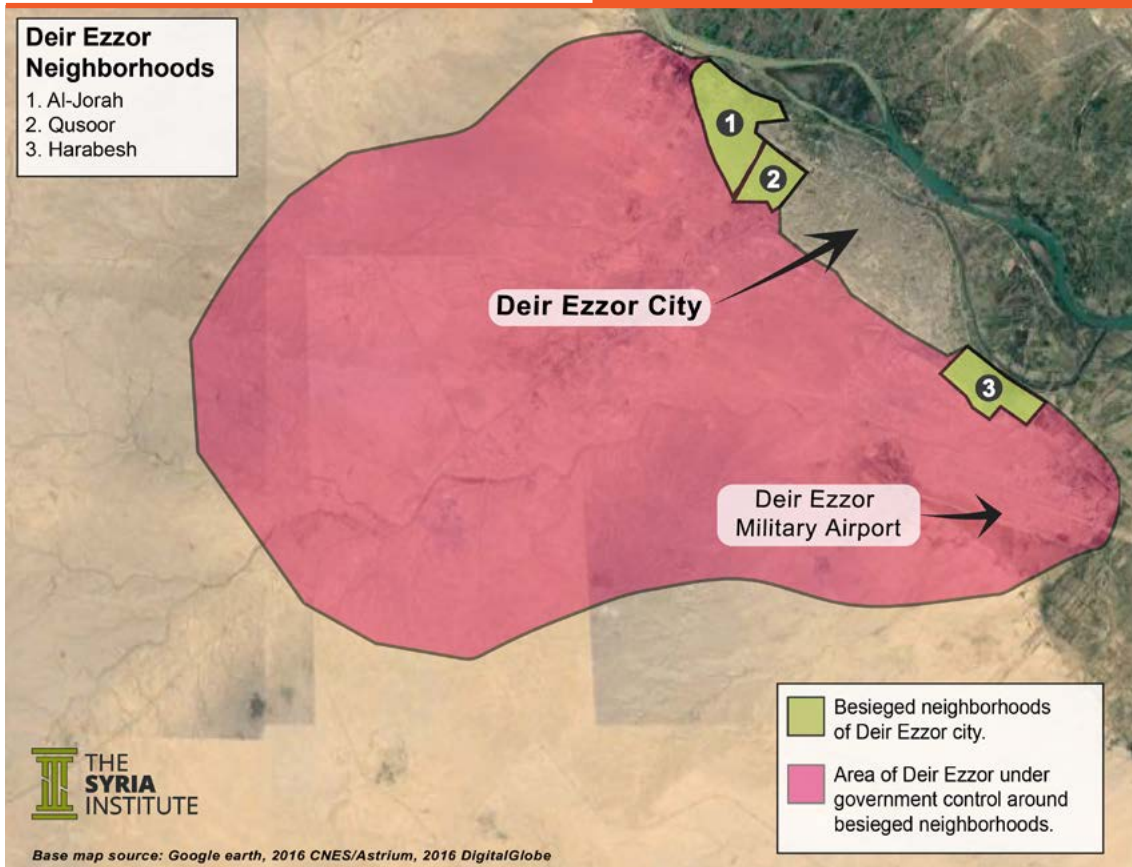 Deir Ezzor
Neighborhoods
1. Al-Jorah
2. Qusoor
3. Harabesh
1
2
Deir Ezzor City
3
Deir Ezzor
Military Airport
Besieged neighborhoods
of Deir Ezzor city.
Area of Deir Ezzor under
government control around
besieged neighborhoods.
THE
SYRIA
INSTITUTE
Base map source: Google earth, 2016 CNES/Astrium, 2016 DigitalGlobe